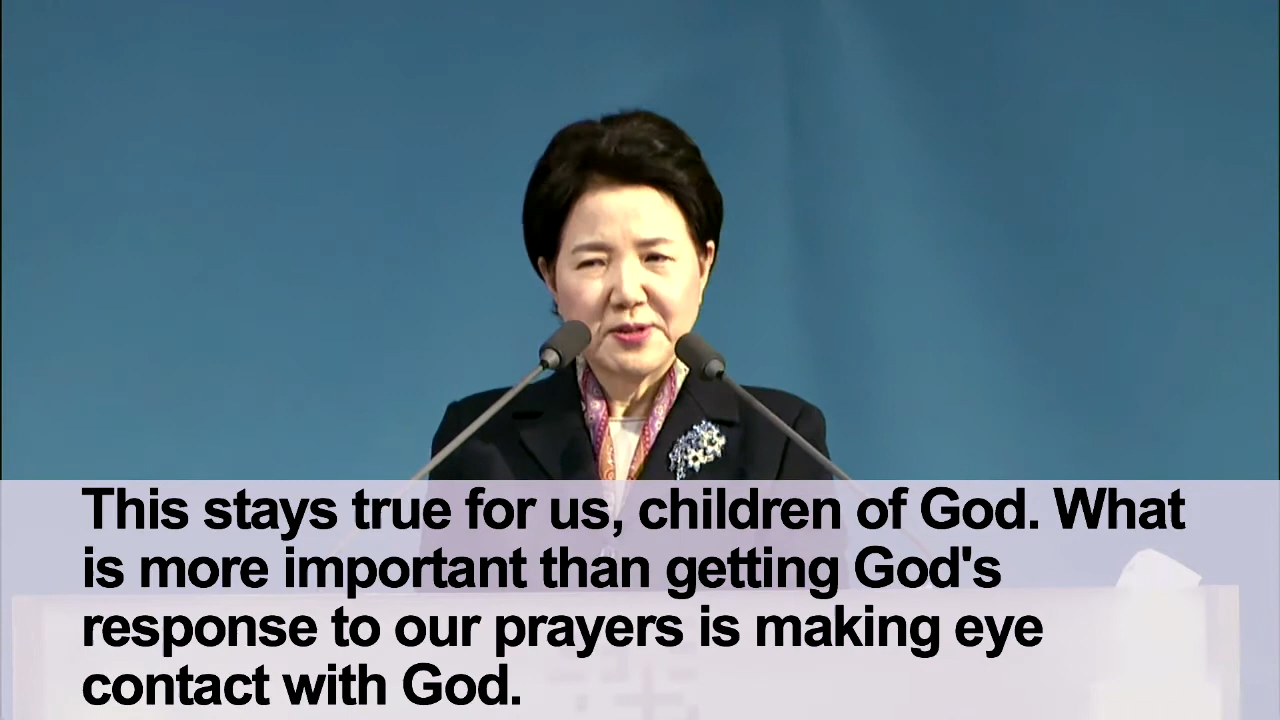 This stays true for us, children of God. What
is more important than getting God's
response to our prayers is making eye
contact with God.